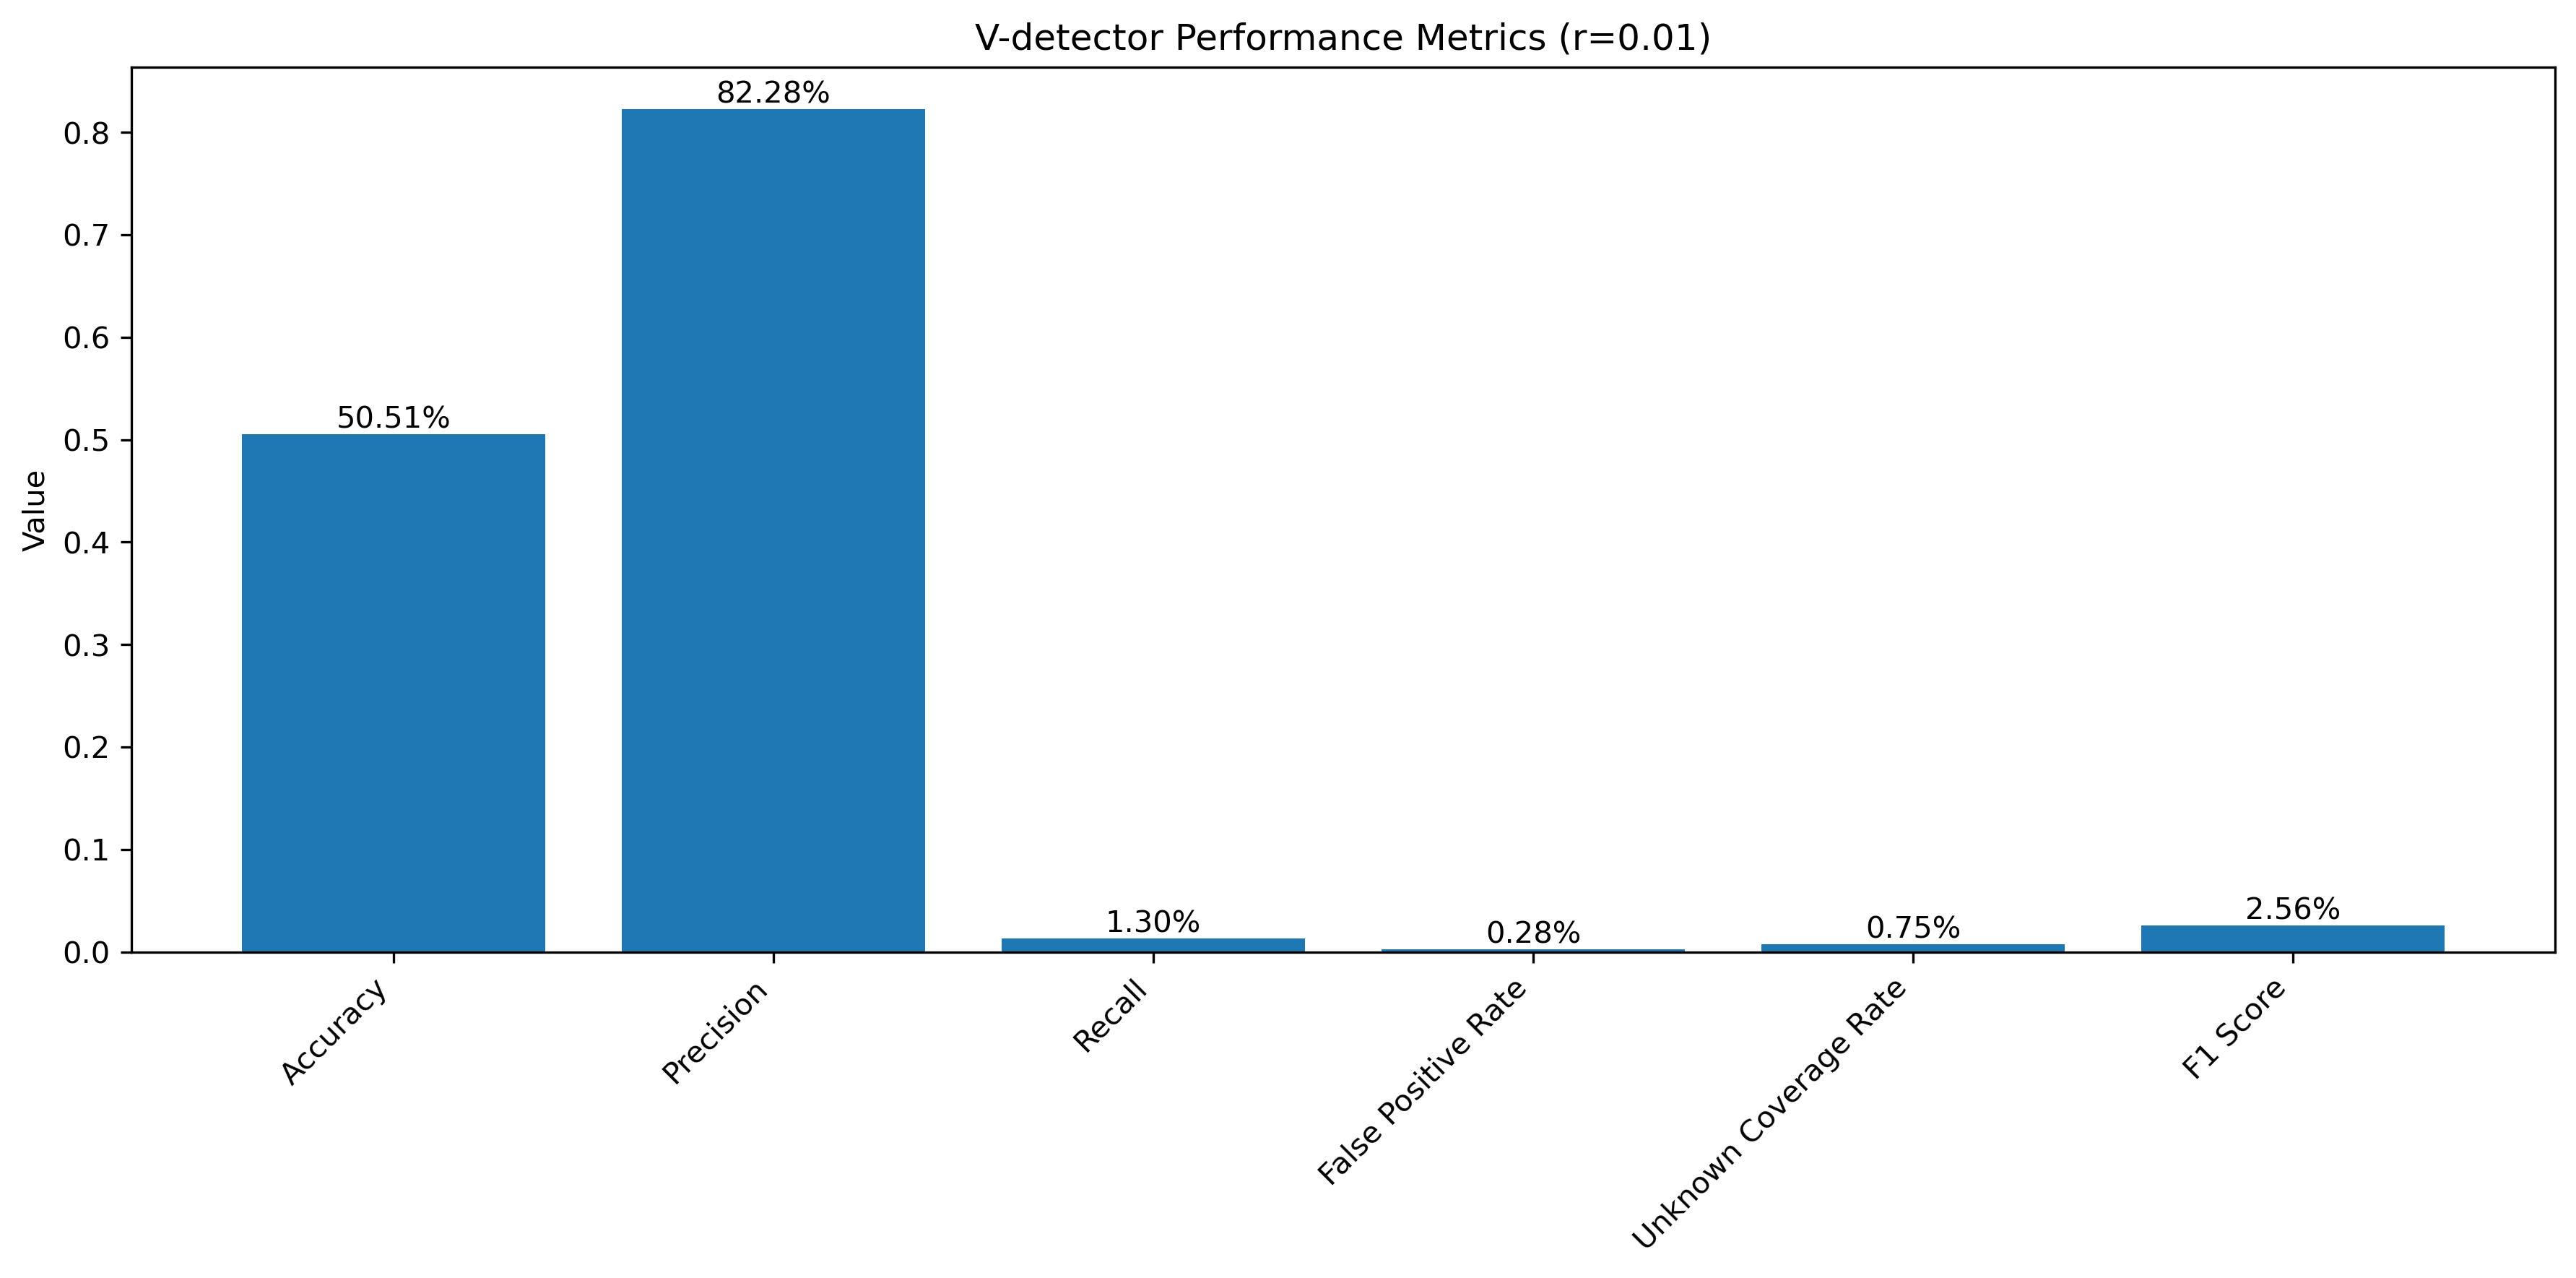 V-detector Performance Metrics (r=0.01)
Value
0.8
0.7
0.6
0.5
0.4
0.3
0.2
0.1
0.0
50.51%
82.28%
1.30%
0.28%
0.75%
2.56%
Accuracy
Precision
Recall
False Positive Rate
Unknown Coverage Rate
F1 Score